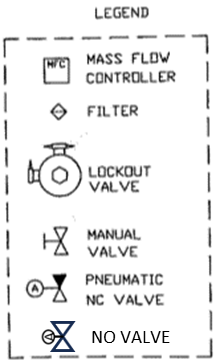 LEGEND
MFC
MASS FLOW
CONTROLLER
FILTER
LOCKOUT
VALVE
MANUAL
VALVE
A
PNEUMATIC
NC VALVE
NO VALVE